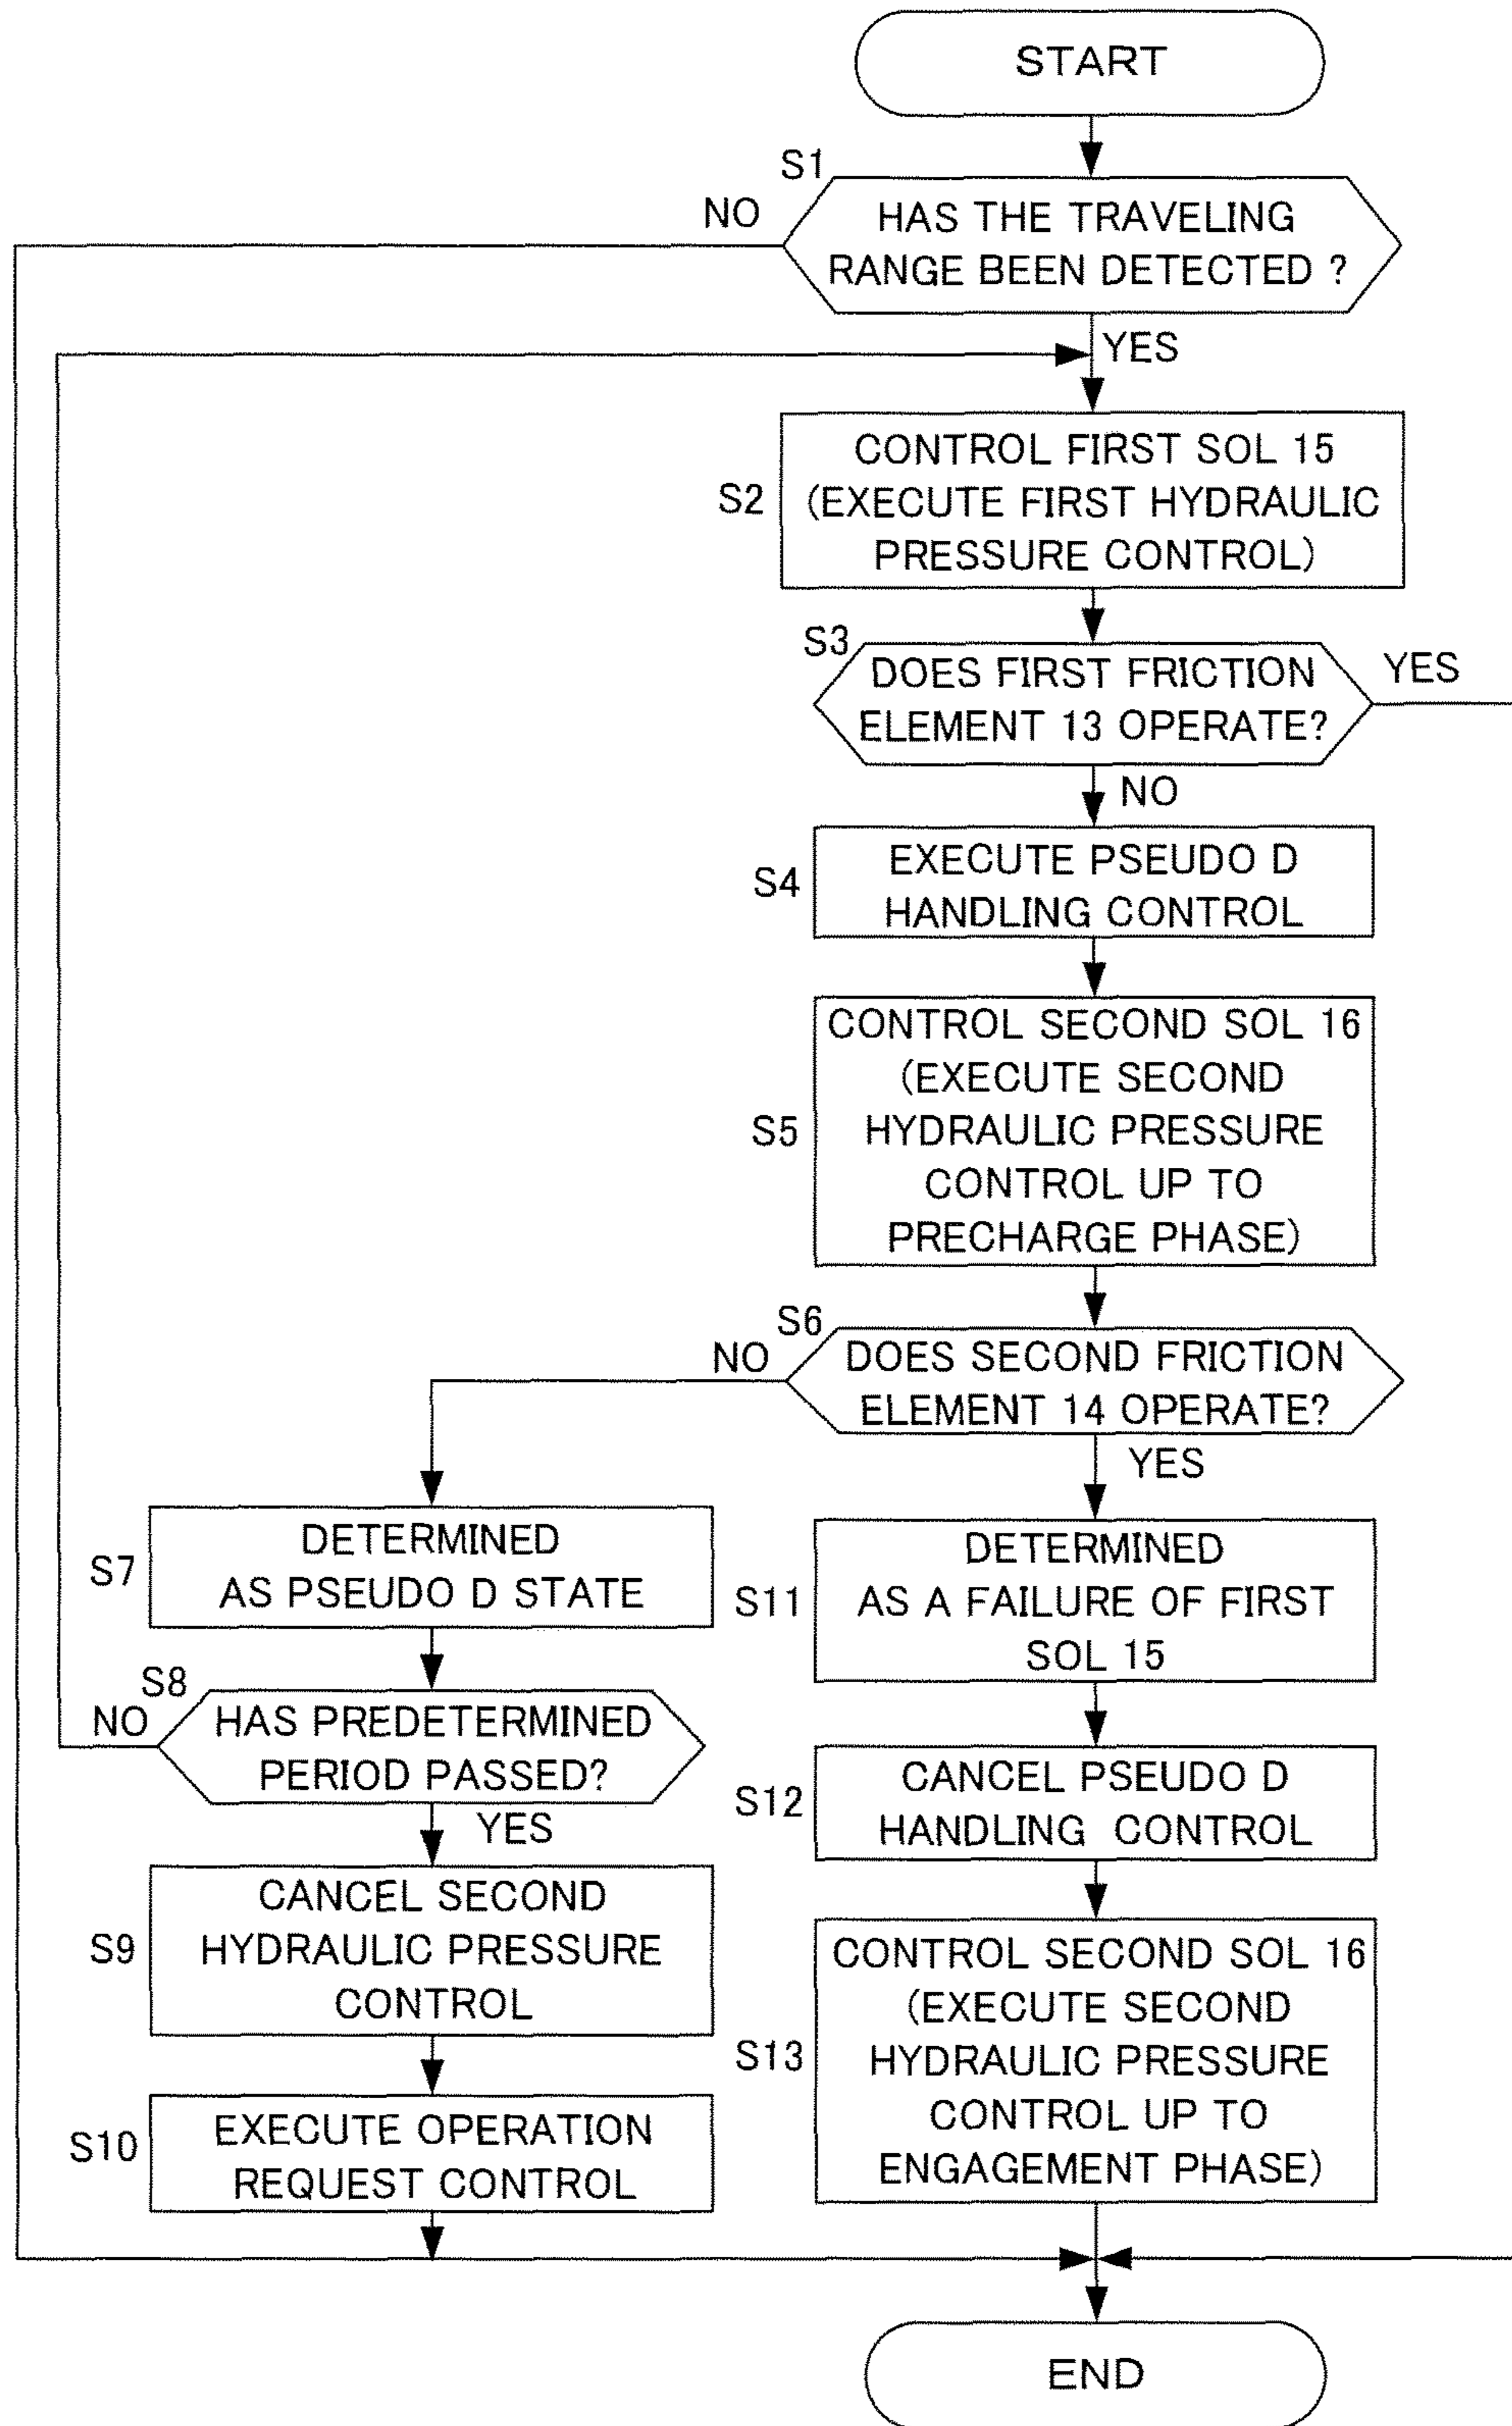 START
S1
NO
HAS THE TRAVELING
RANGE BEEN DETECTED ?
YES
S2
CONTROL FIRST SOL 15
(EXECUTE FIRST HYDRAULIC
PRESSURE CONTROL)
S3
DOES FIRST FRICTION
ELEMENT 13 OPERATE?
YES
NO
S4
EXECUTE PSEUDO D
HANDLING CONTROL
S5
CONTROL SECOND SOL 16
(EXECUTE SECOND
HYDRAULIC PRESSURE
CONTROL UP TO
PRECHARGE PHASE)
S6
NO
DOES SECOND FRICTION
ELEMENT 14 OPERATE?
YES
S7
DETERMINED
AS PSEUDO D STATE
S8
NO
HAS PREDETERMINED
PERIOD PASSED?
YES
S9
CANCEL SECOND
HYDRAULIC PRESSURE
CONTROL
S10
EXECUTE OPERATION
REQUEST CONTROL
S11
DETERMINED
AS A FAILURE OF FIRST
SOL 15
S12
CANCEL PSEUDO D
HANDLING CONTROL
S13
CONTROL SECOND SOL 16
(EXECUTE SECOND
HYDRAULIC PRESSURE
CONTROL UP TO
ENGAGEMENT PHASE)
END